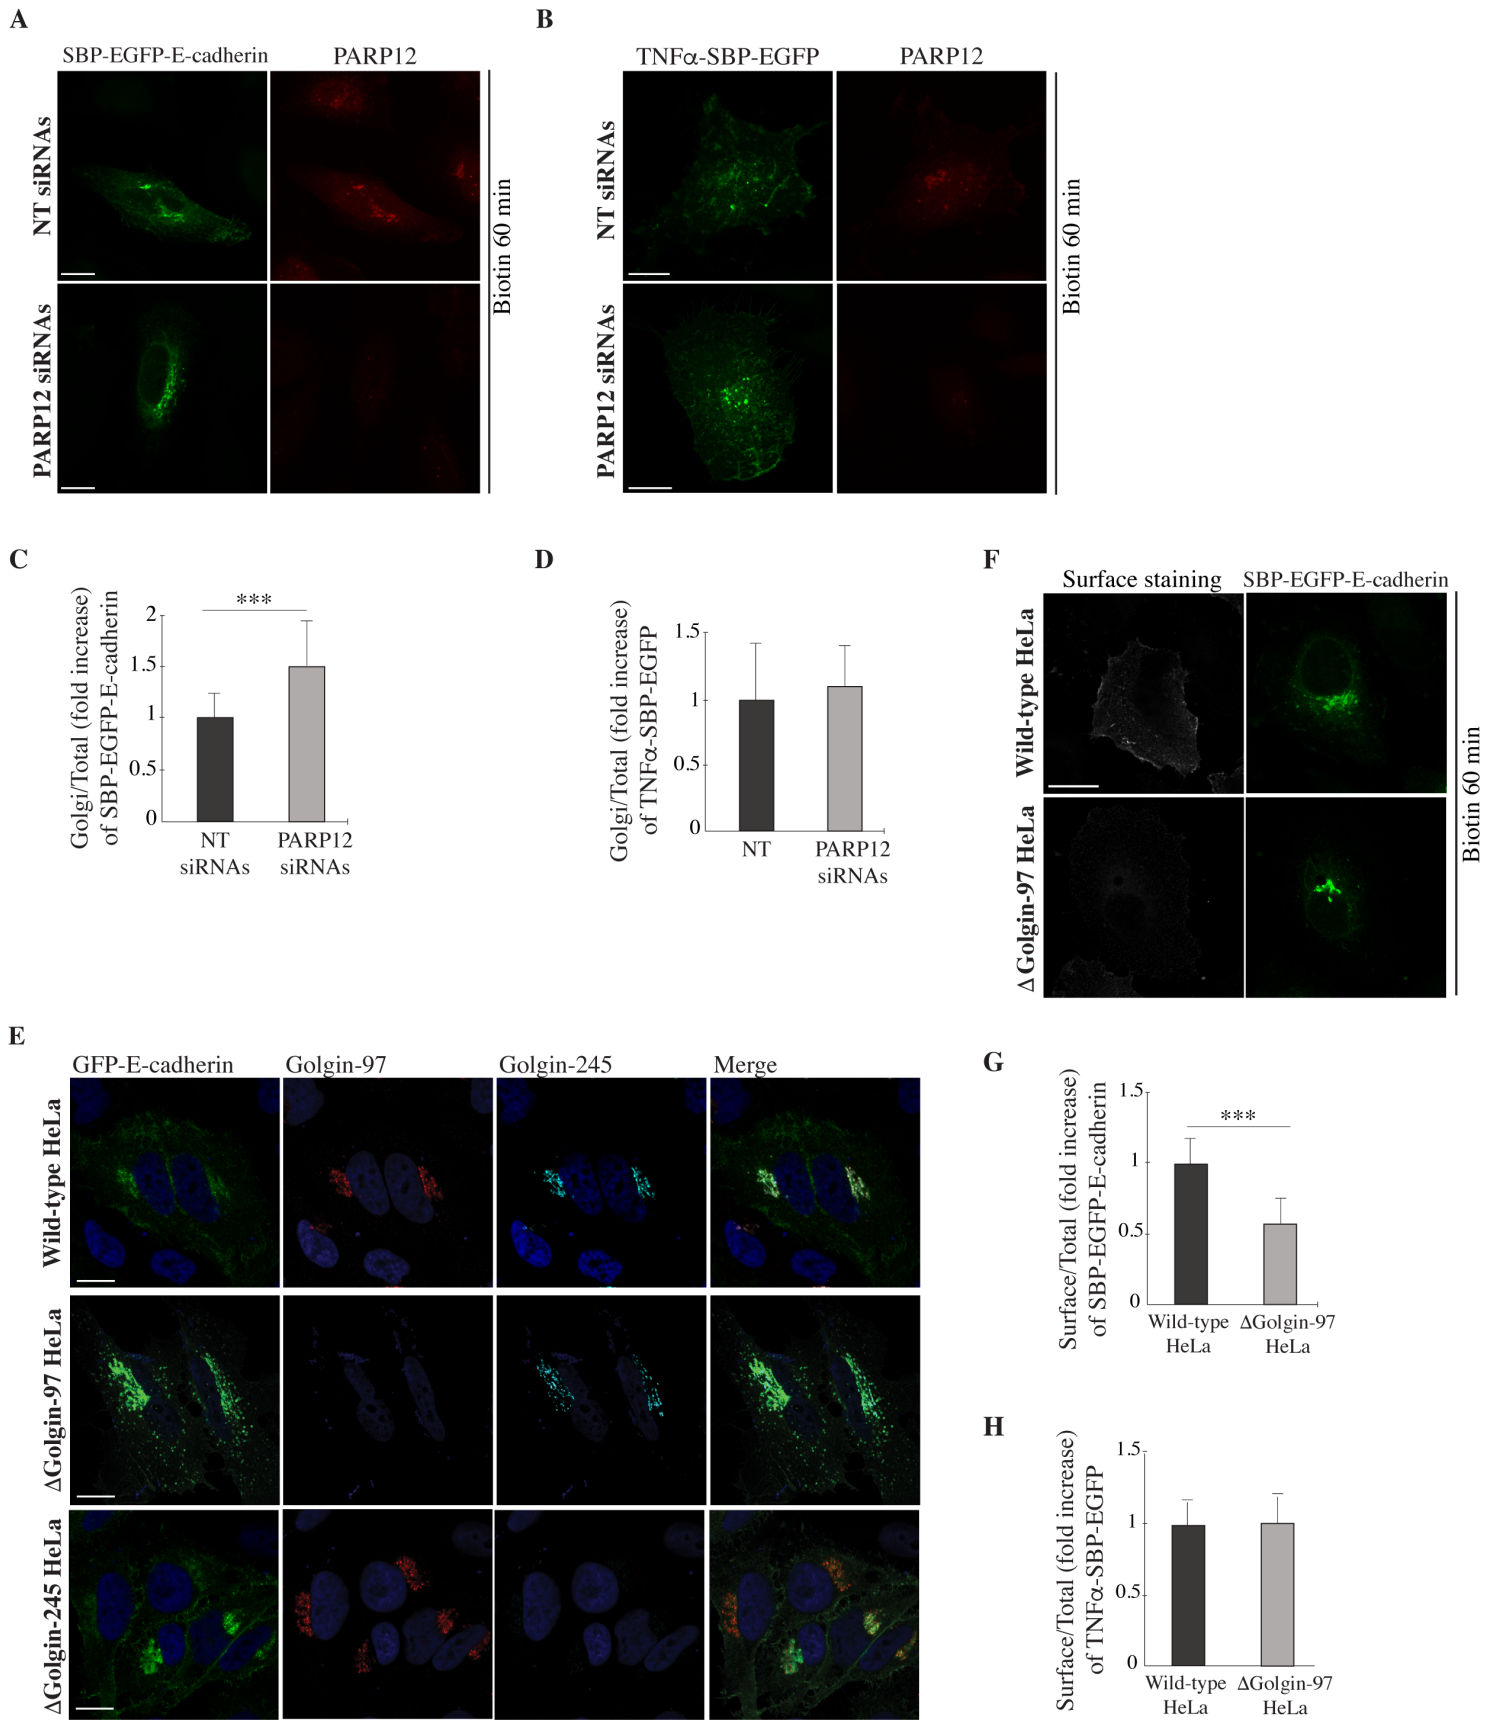 A
SBP-EGFP-E-cadherin
PARP12
NT siRNAs
PARP12 siRNAs
Biotin 60 min
B
TNFα-SBP-EGFP
PARP12
NT siRNAs
PARP12 siRNAs
Biotin 60 min
C
Golgi/Total (fold increase)
of SBP-EGFP-E-cadherin
2
1.5
1
0.5
0
***
NT
siRNAs
PARP12
siRNAs
D
Golgi/Total (fold increase)
of TNFα-SBP-EGFP
1.5
1
0.5
0
NT
PARP12
siRNAs
F
Surface staining
SBP-EGFP-E-cadherin
Wild-type HeLa
ΔGolgin-97 HeLa
Biotin 60 min
E
GFP-E-cadherin
Golgin-97
Golgin-245
Merge
Wild-type HeLa
ΔGolgin-97 HeLa
ΔGolgin-245 HeLa
G
Surface/Total (fold increase)
of SBP-EGFP-E-cadherin
1.5
1
0.5
0
***
Wild-type
HeLa
ΔGolgin-97
HeLa
H
Surface/Total (fold increase)
of TNFα-SBP-EGFP
1.5
1
0.5
0
Wild-type
HeLa
ΔGolgin-97
HeLa